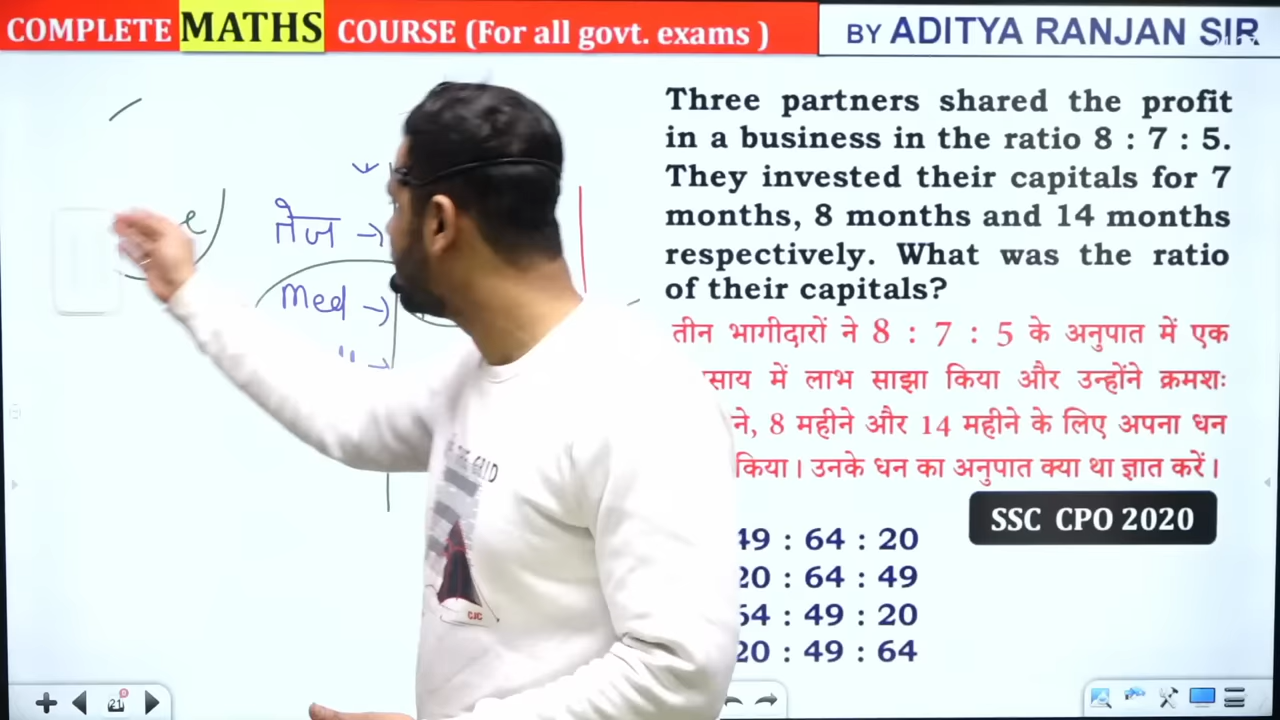 COMPLETE MATHS COURSE (For all govt. exams )
BY ADITYA RANJAN SIR
Three partners shared the profit
in a business in the ratio 8 : 7 : 5.
They invested their capitals for 7
months, 8 months and 14 months
respectively. What was the ratio
of their capitals?
तीन भागीदारों ने 8 : 7 : 5 के अनुपात में एक
साय में लाभ साझा किया और उन्होंने क्रमशः
ने, 8 महीने और 14 महीने के लिए अपना धन
किया। उनके धन का अनुपात क्या था ज्ञात करें।
SSC CPO 2020
49 : 64 : 20
20 : 64 : 49
64 : 49 : 20
20 : 49 : 64
तेज →
Med →
" →
e
21